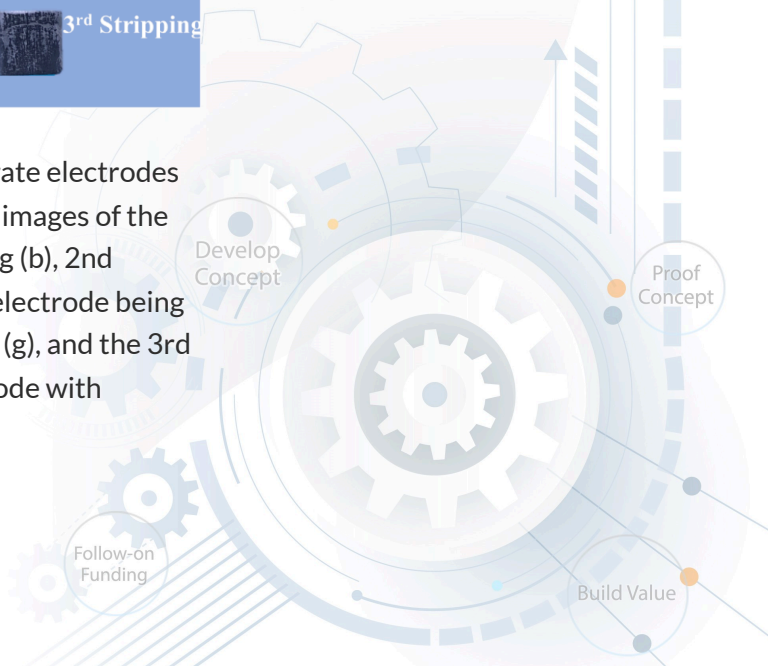 3rd Stripping
ate electrodes
images of the
g (b), 2nd
electrode being
(g), and the 3rd
ode with
Develop
Concept
Proof
Concept
Follow-on
Funding
Build Value